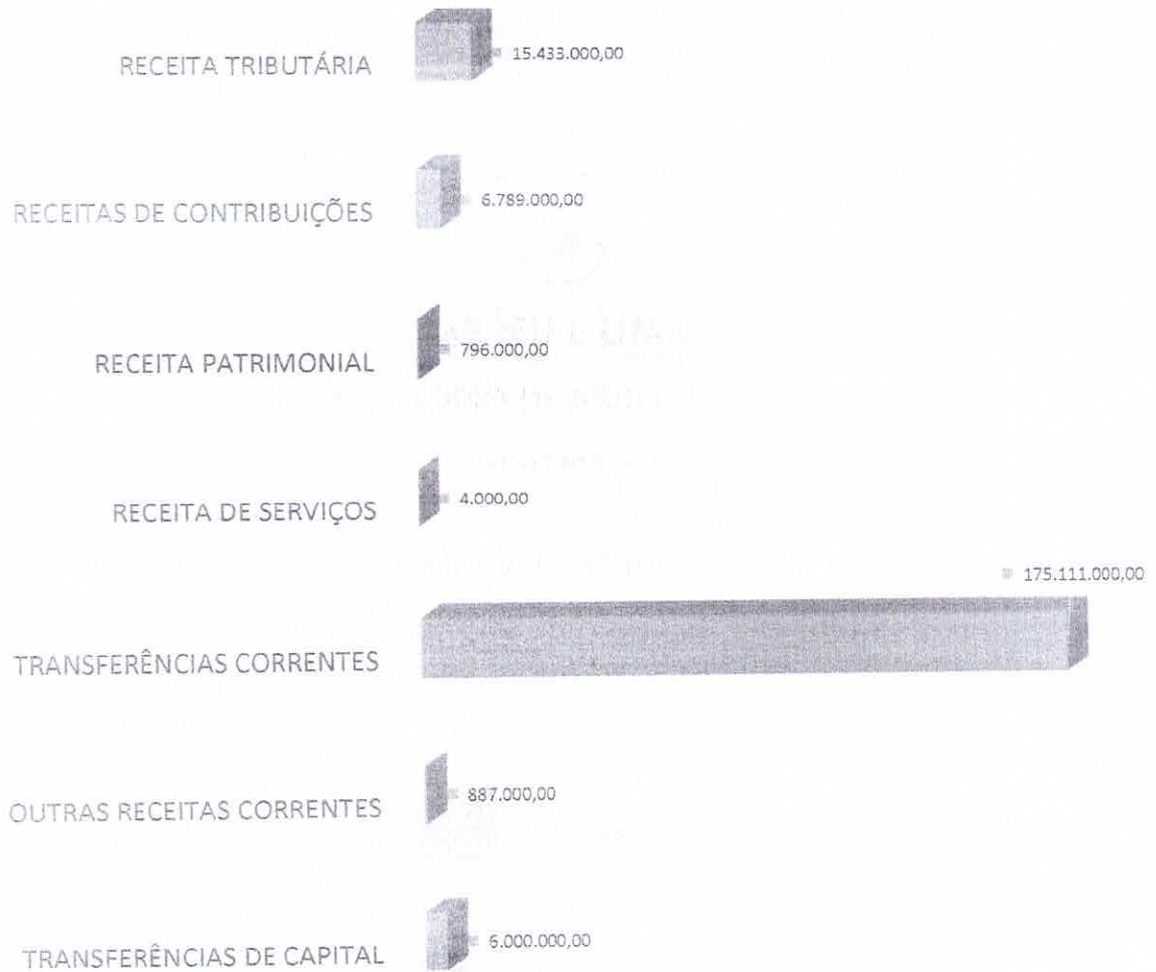 RECEITA TRIBUTÁRIA 15.433.000,00
RECEITAS DE CONTRIBUIÇÕES 6.789.000,00
RECEITA PATRIMONIAL 796.000,00
RECEITA DE SERVIÇOS 4.000,00
175.111.000,00
TRANSFERÊNCIAS CORRENTES
OUTRAS RECEITAS CORRENTES 887.000,00
TRANSFERÊNCIAS DE CAPITAL 6.000.000,00